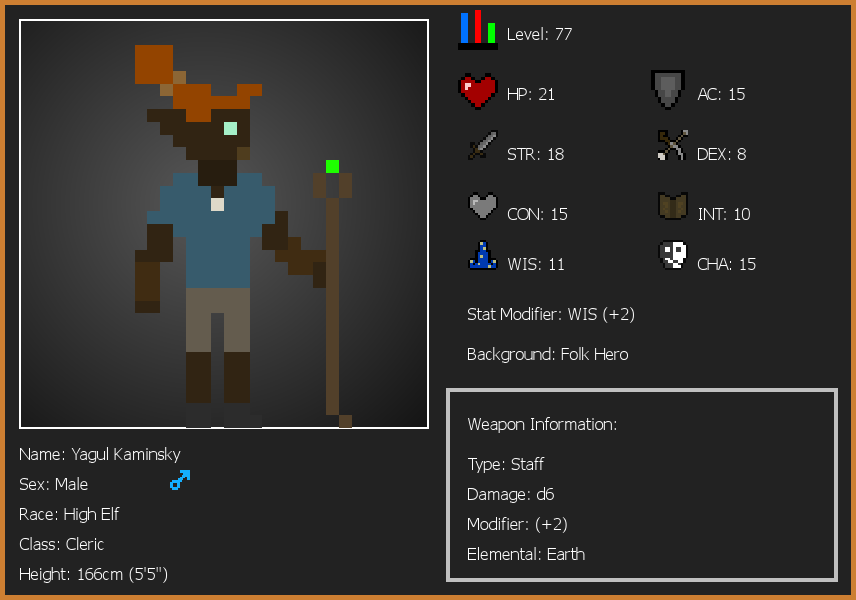 Level: 77
HP: 21
AC: 15
STR: 18
DEX: 8
CON: 15
INT: 10
WIS: 11
CHA: 15
Stat Modifier: WIS (+2)
Background: Folk Hero
Weapon Information:
Type: Staff
Damage: d6
Modifier: (+2)
Elemental: Earth
Name: Yagul Kaminsky
Sex: Male
Race: High Elf
Class: Cleric
Height: 166cm (5'5")